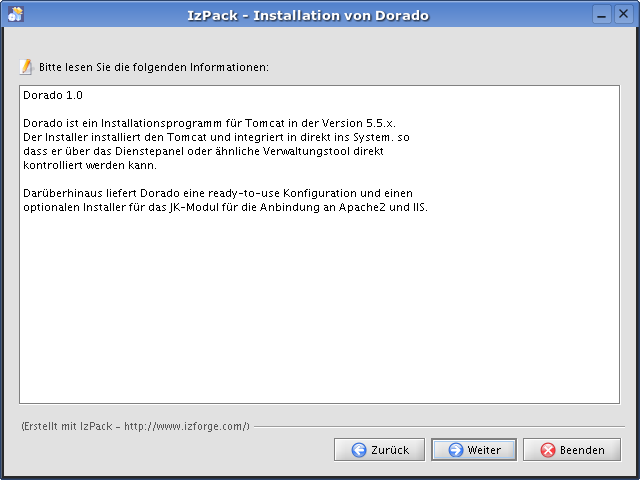 IzPack - Installation von Dorado
Bitte lesen Sie die folgenden Informationen:
Dorado 1.0
Dorado ist ein Installationsprogramm für Tomcat in der Version 5.5.x.
Der Installer installiert den Tomcat und integriert in direkt ins System. so
dass er über das Dienstepanel oder ähnliche Verwaltungstool direkt
kontrolliert werden kann.
Darüberhinaus liefert Dorado eine ready-to-use Konfiguration und einen
optionalen Installer für das JK-Modul für die Anbindung an Apache2 und IIS.
(Erstellt mit IzPack - http://www.izforge.com/)
Zurück
Weiter
Beenden